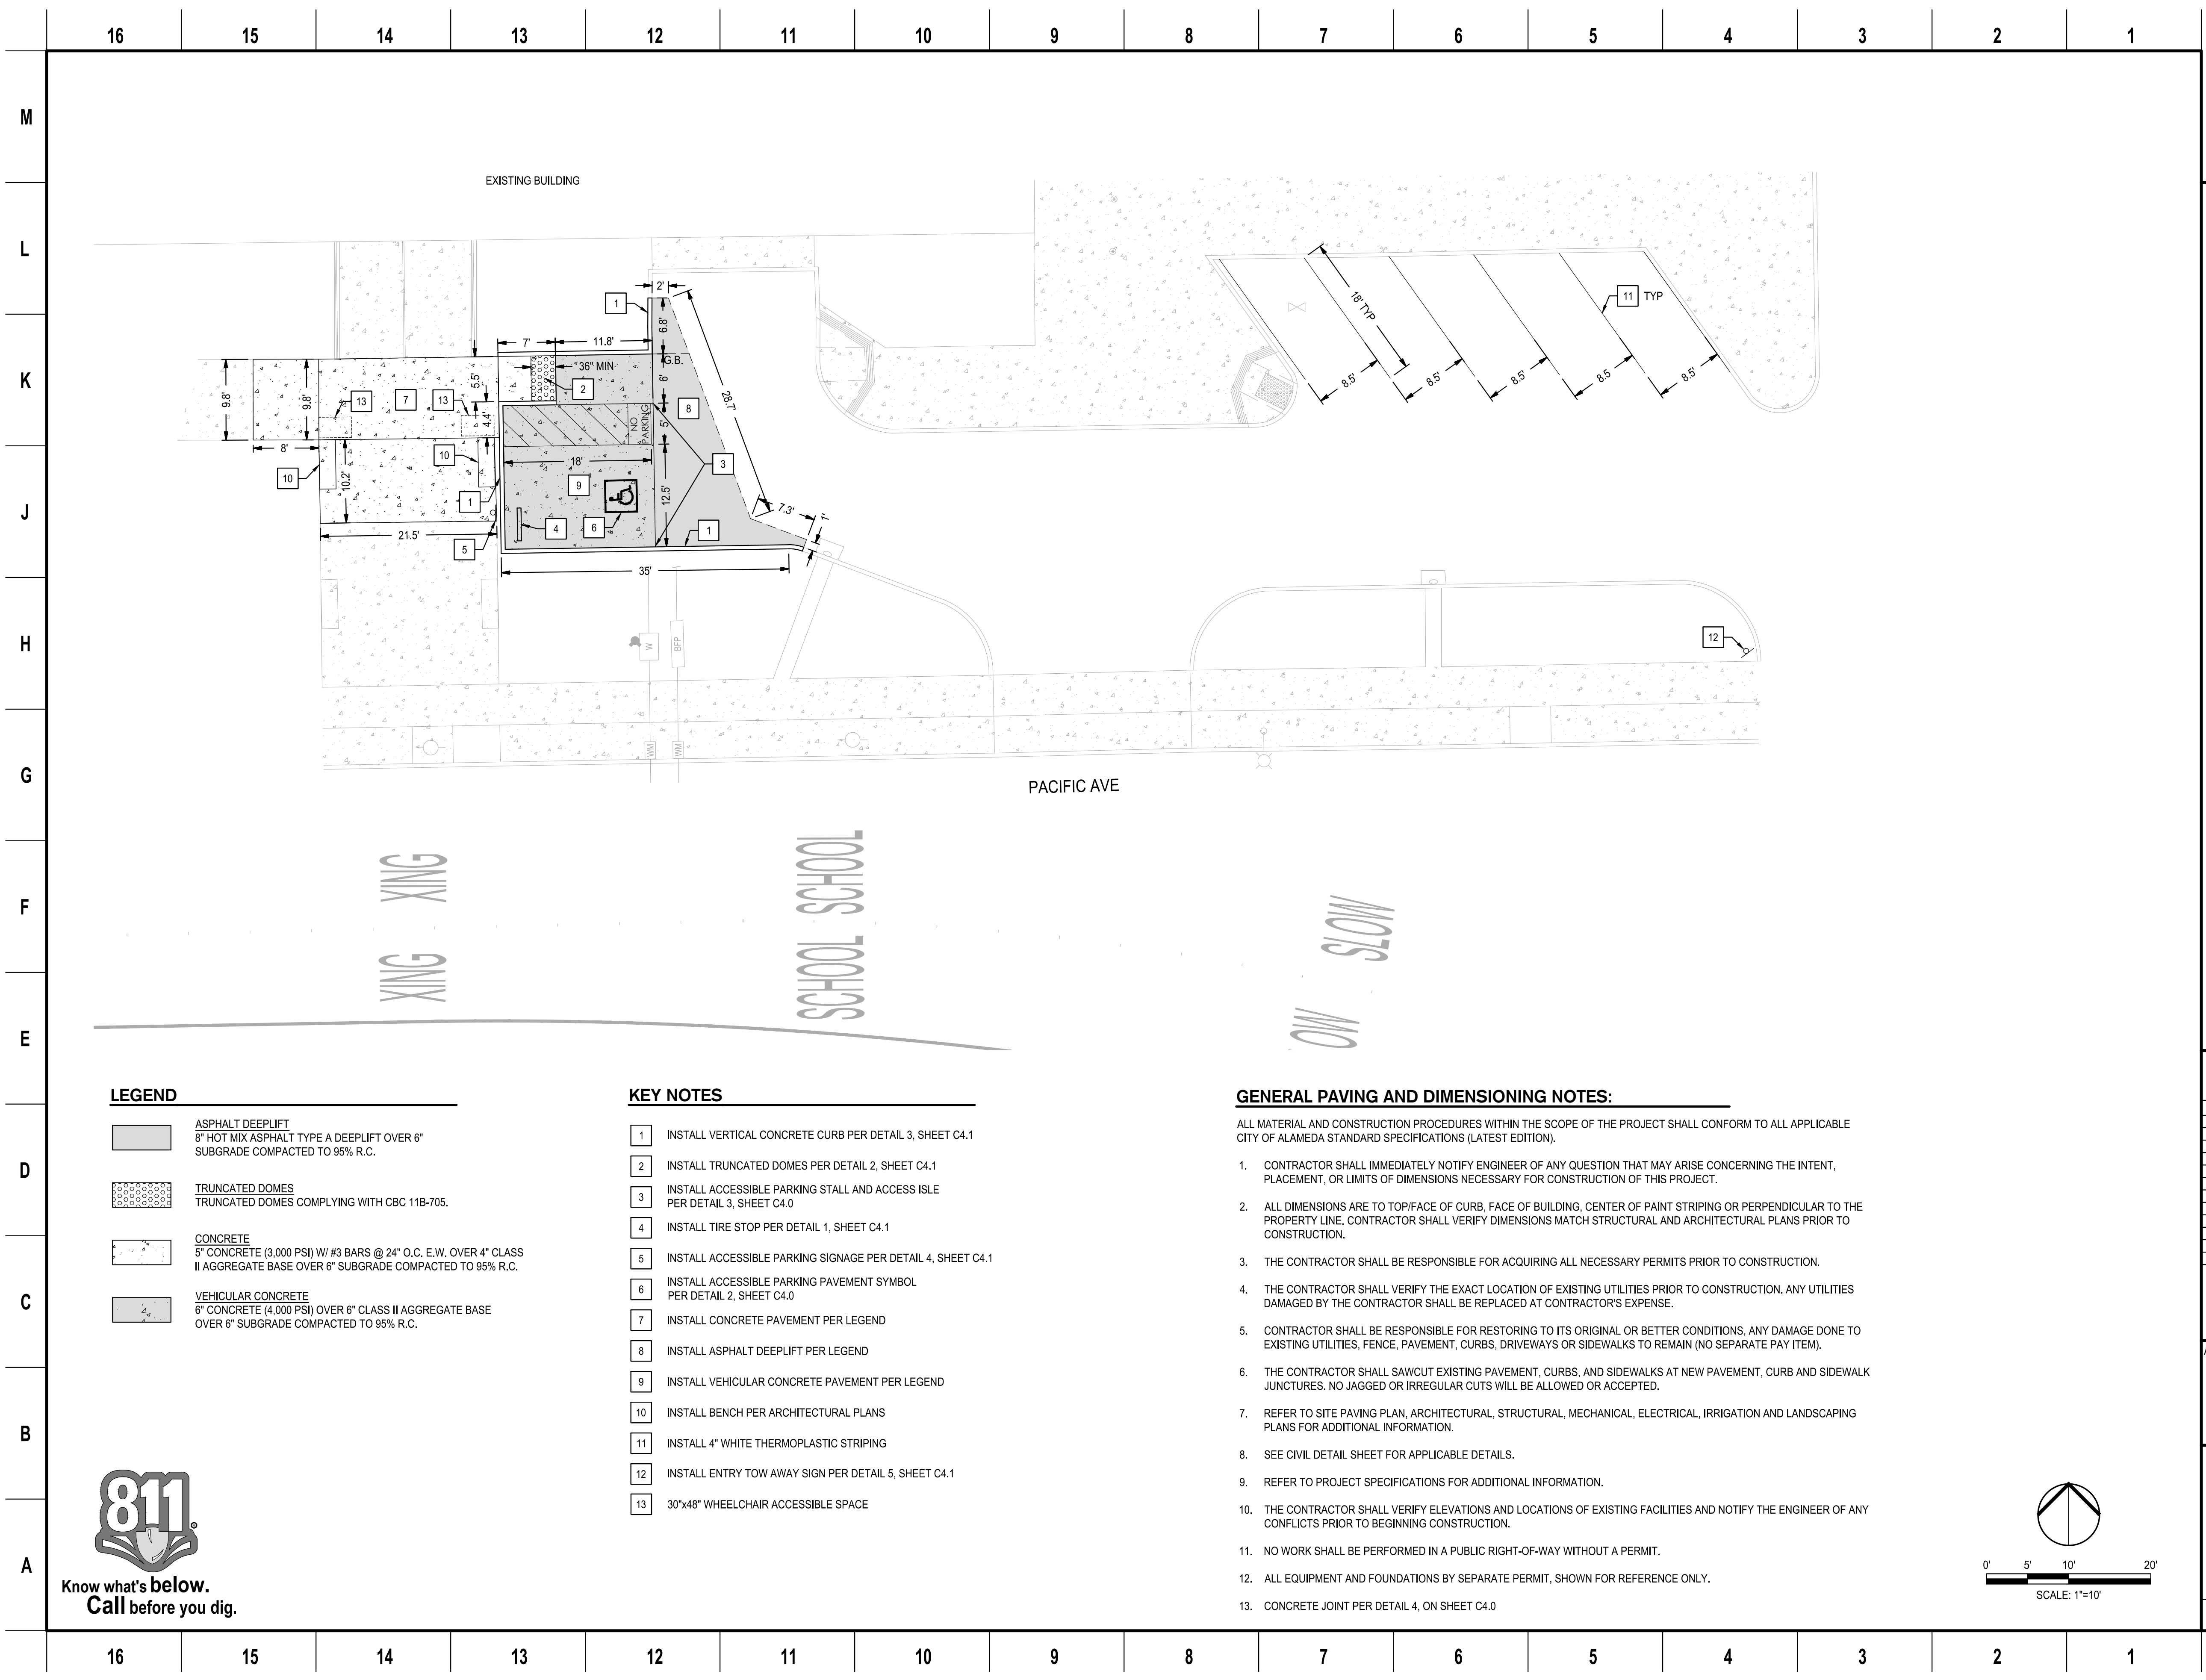 16 15 14 13 12 11 10 9 8 7 6 5 4 3 2 1
M
L
K
J
H
G
F
E
D
C
B
A
EXISTING BUILDING
2'
1
6.8'
7'
11.8'
G.B.
36" MIN
2
5.5'
6'
28.7'
9.8'
9.8'
13
7
13
4.4'
8
NO
PARKING
5'
8'
10
10
18'
3
10.2'
9
12.5'
1
7.3'
1'
4
6
1
21.5'
5
35'
18' TYP
11 TYP
8.5'
8.5'
8.5'
8.5
8.5'
12
W
BFP
WM
WM
PACIFIC AVE
XING XING
SCHOOL SCHOOL
SLOW
OW
LEGEND
ASPHALT DEEPLIFT
8" HOT MIX ASPHALT TYPE A DEEPLIFT OVER 6"
SUBGRADE COMPACTED TO 95% R.C.
TRUNCATED DOMES
TRUNCATED DOMES COMPLYING WITH CBC 11B-705.
CONCRETE
5" CONCRETE (3,000 PSI) W/ #3 BARS @ 24" O.C. E.W. OVER 4" CLASS
II AGGREGATE BASE OVER 6" SUBGRADE COMPACTED TO 95% R.C.
VEHICULAR CONCRETE
6" CONCRETE (4,000 PSI) OVER 6" CLASS II AGGREGATE BASE
OVER 6" SUBGRADE COMPACTED TO 95% R.C.
811
Know what's below.
Call before you dig.
KEY NOTES
1 INSTALL VERTICAL CONCRETE CURB PER DETAIL 3, SHEET C4.1
2 INSTALL TRUNCATED DOMES PER DETAIL 2, SHEET C4.1
3 INSTALL ACCESSIBLE PARKING STALL AND ACCESS ISLE
PER DETAIL 3, SHEET C4.0
4 INSTALL TIRE STOP PER DETAIL 1, SHEET C4.1
5 INSTALL ACCESSIBLE PARKING SIGNAGE PER DETAIL 4, SHEET C4.1
6 INSTALL ACCESSIBLE PARKING PAVEMENT SYMBOL
PER DETAIL 2, SHEET C4.0
7 INSTALL CONCRETE PAVEMENT PER LEGEND
8 INSTALL ASPHALT DEEPLIFT PER LEGEND
9 INSTALL VEHICULAR CONCRETE PAVEMENT PER LEGEND
10 INSTALL BENCH PER ARCHITECTURAL PLANS
11 INSTALL 4" WHITE THERMOPLASTIC STRIPING
12 INSTALL ENTRY TOW AWAY SIGN PER DETAIL 5, SHEET C4.1
13 30"x48" WHEELCHAIR ACCESSIBLE SPACE
GENERAL PAVING AND DIMENSIONING NOTES:
ALL MATERIAL AND CONSTRUCTION PROCEDURES WITHIN THE SCOPE OF THE PROJECT SHALL CONFORM TO ALL APPLICABLE
CITY OF ALAMEDA STANDARD SPECIFICATIONS (LATEST EDITION).
1. CONTRACTOR SHALL IMMEDIATELY NOTIFY ENGINEER OF ANY QUESTION THAT MAY ARISE CONCERNING THE INTENT,
PLACEMENT, OR LIMITS OF DIMENSIONS NECESSARY FOR CONSTRUCTION OF THIS PROJECT.
2. ALL DIMENSIONS ARE TO TOP/FACE OF CURB, FACE OF BUILDING, CENTER OF PAINT STRIPING OR PERPENDICULAR TO THE
PROPERTY LINE. CONTRACTOR SHALL VERIFY DIMENSIONS MATCH STRUCTURAL AND ARCHITECTURAL PLANS PRIOR TO
CONSTRUCTION.
3. THE CONTRACTOR SHALL BE RESPONSIBLE FOR ACQUIRING ALL NECESSARY PERMITS PRIOR TO CONSTRUCTION.
4. THE CONTRACTOR SHALL VERIFY THE EXACT LOCATION OF EXISTING UTILITIES PRIOR TO CONSTRUCTION. ANY UTILITIES
DAMAGED BY THE CONTRACTOR SHALL BE REPLACED AT CONTRACTOR'S EXPENSE.
5. CONTRACTOR SHALL BE RESPONSIBLE FOR RESTORING TO ITS ORIGINAL OR BETTER CONDITIONS, ANY DAMAGE DONE TO
EXISTING UTILITIES, FENCE, PAVEMENT, CURBS, DRIVEWAYS OR SIDEWALKS TO REMAIN (NO SEPARATE PAY ITEM).
6. THE CONTRACTOR SHALL SAWCUT EXISTING PAVEMENT, CURBS, AND SIDEWALKS AT NEW PAVEMENT, CURB AND SIDEWALK
JUNCTURES. NO JAGGED OR IRREGULAR CUTS WILL BE ALLOWED OR ACCEPTED.
7. REFER TO SITE PAVING PLAN, ARCHITECTURAL, STRUCTURAL, MECHANICAL, ELECTRICAL, IRRIGATION AND LANDSCAPING
PLANS FOR ADDITIONAL INFORMATION.
8. SEE CIVIL DETAIL SHEET FOR APPLICABLE DETAILS.
9. REFER TO PROJECT SPECIFICATIONS FOR ADDITIONAL INFORMATION.
10. THE CONTRACTOR SHALL VERIFY ELEVATIONS AND LOCATIONS OF EXISTING FACILITIES AND NOTIFY THE ENGINEER OF ANY
CONFLICTS PRIOR TO BEGINNING CONSTRUCTION.
11. NO WORK SHALL BE PERFORMED IN A PUBLIC RIGHT-OF-WAY WITHOUT A PERMIT.
12. ALL EQUIPMENT AND FOUNDATIONS BY SEPARATE PERMIT, SHOWN FOR REFERENCE ONLY.
13. CONCRETE JOINT PER DETAIL 4, ON SHEET C4.0
0' 5' 10' 20'
SCALE: 1"=10'
16 15 14 13 12 11 10 9 8 7 6 5 4 3 2 1